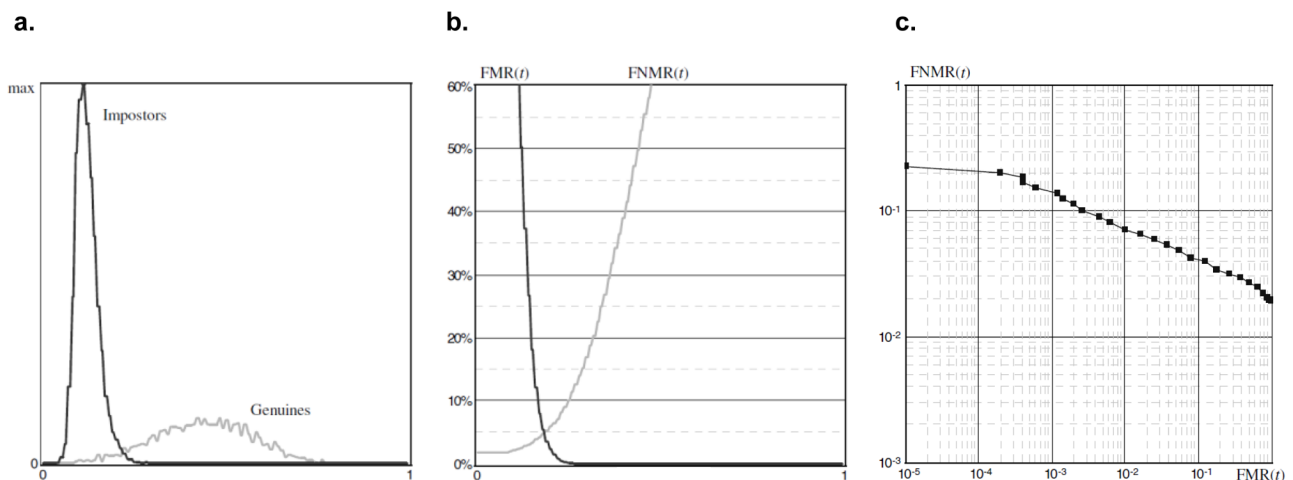 a.
max
Impostors
Genuines
0
0
1
b.
FMR(t)
FNMR(t)
60%
50%
40%
30%
20%
10%
0%
0
1
c.
FNMR(t)
1
10-1
10-2
10-3
10-5
10-4
10-3
10-2
10-1
FMR(t)
1